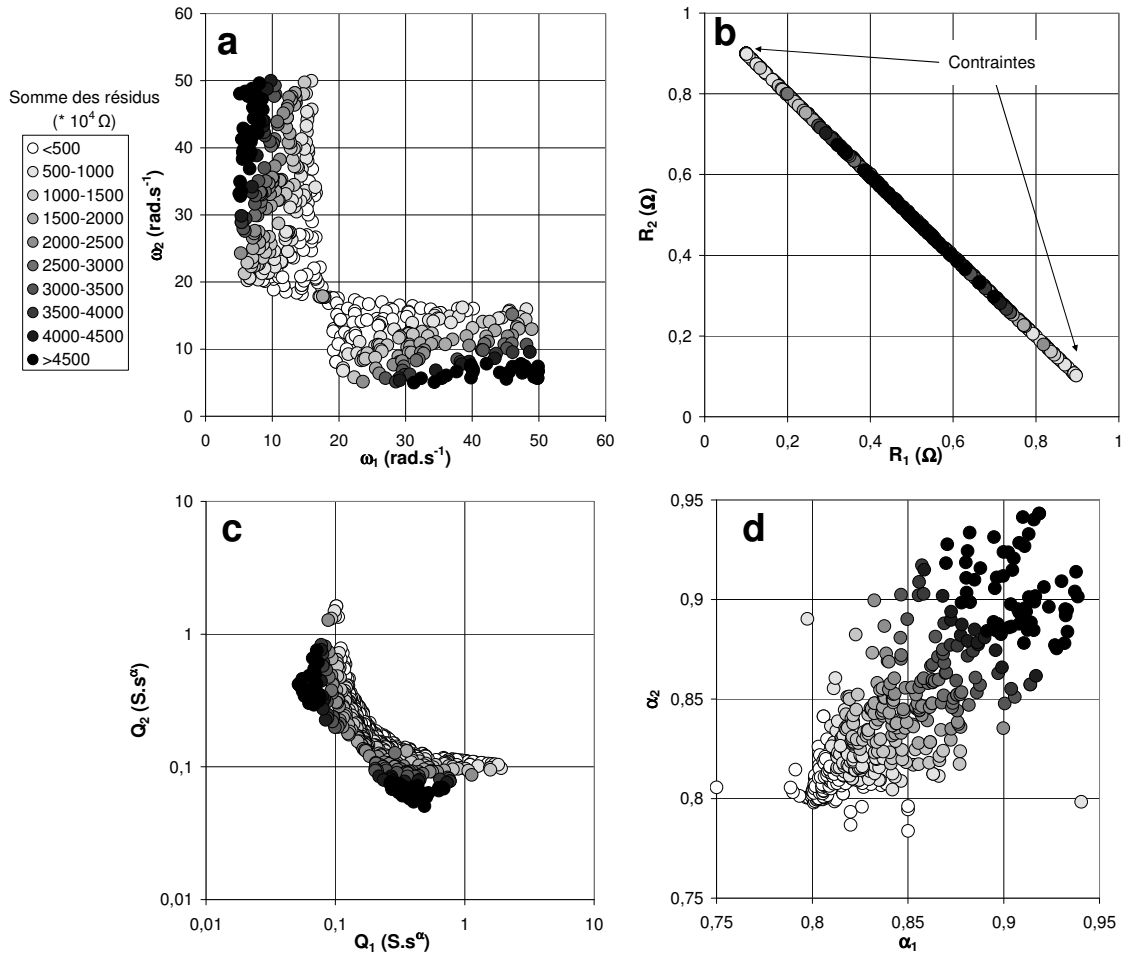 Somme des résidus
(* 10⁴ Ω)
<500
500-1000
1000-1500
1500-2000
2000-2500
2500-3000
3000-3500
3500-4000
4000-4500
>4500
a
60
50
40
30
20
10
0
ω₂ (rad.s⁻¹)
0 10 20 30 40 50 60
ω₁ (rad.s⁻¹)
b
Contraintes
1
0,8
0,6
0,4
0,2
0
R₂ (Ω)
0 0,2 0,4 0,6 0,8 1
R₁ (Ω)
c
10
1
0,1
0,01
Q₂ (S.s^α)
0,01 0,1 1 10
Q₁ (S.s^α)
d
0,95
0,9
0,85
0,8
0,75
α₂
0,75 0,8 0,85 0,9 0,95
α₁